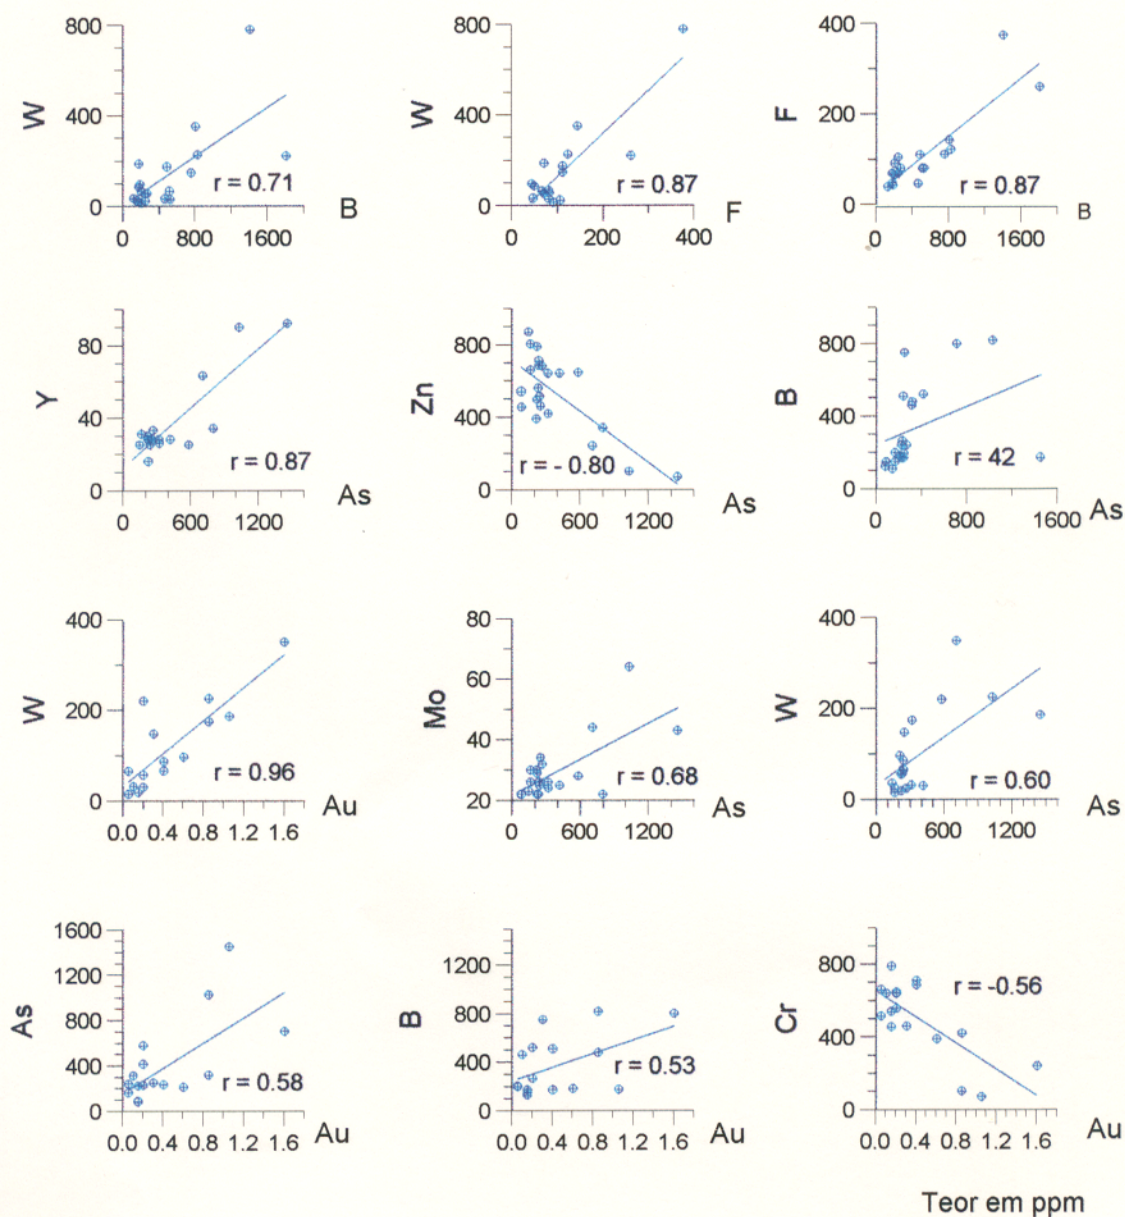 800 800 400
W 400 W 400 F 200
r = 0.71 r = 0.87 r = 0.87
0 B 0 F 0 B
0 800 1600 0 200 400 0 800 1600
80 800 800
Y 40 Zn 400 B 400
r = 0.87 r = - 0.80 r = 42
0 As 0 As 0 As
0 600 1200 0 600 1200 0 800 1600
400 80 400
W 200 Mo 60 W 200
40
r = 0.96 r = 0.68 r = 0.60
0 Au 20 As 0 As
0.0 0.4 0.8 1.2 1.6 0 600 1200 0 600 1200
1600
1200 1200 800
As 800 B 800 Cr 400 r = -0.56
400 400
r = 0.58 r = 0.53
0 Au 0 Au 0 Au
0.0 0.4 0.8 1.2 1.6 0.0 0.4 0.8 1.2 1.6 0.0 0.4 0.8 1.2 1.6
Teor em ppm